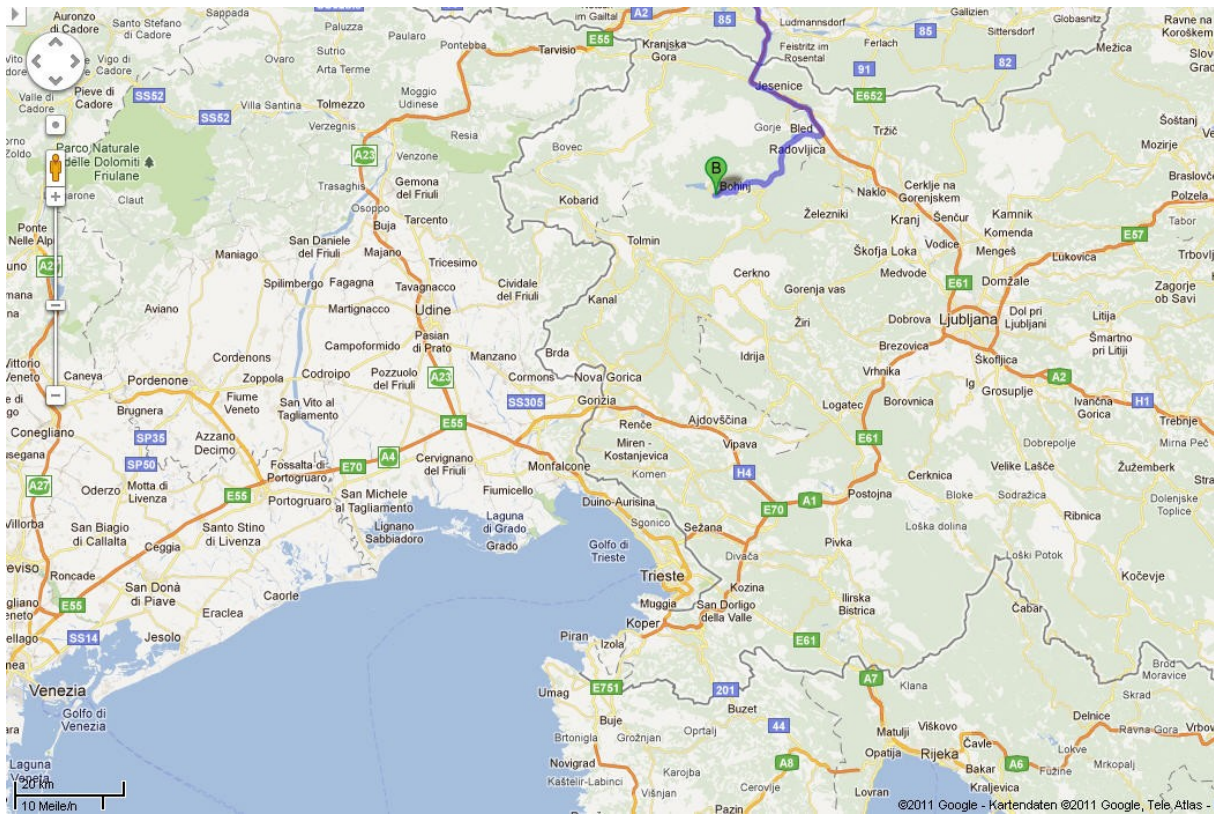 Auronzo
di Cadore
Santo Stefano
di Cadore
Sappada
Paluzza
Paularo
Pontebba
E55
Tarvisio
im Gailtal
A2
85
Ludmannsdorf
Gallizien
Globasnitz
Ravne na
Koroškem
Kranjska
Gora
E55
Feistritz im
Rosental
Ferlach
85
Sittersdorf
Mežica
Vigo di
Cadore
Ovaro
Sutrio
Arta Terme
91
82
Pieve di
Cadore
SS52
Valle di
Cadore
Villa Santina
Tolmezzo
Moggio
Udinese
Jesenice
E652
SS52
Verzegnis
Resia
Gorje
Bled
Tržič
Šoštanj
Parco Naturale
delle Dolomiti
Friulane
A23
Venzone
Bovec
Radovljica
Mozirje
Trasaghis
Gemona
del Friuli
B
Bohinj
Naklo
Cerklje na
Gorenjskem
Braslovče
Polzela
Claut
Osoppo
Kobarid
Železniki
Kranj
Šenčur
Kamnik
Tabor
Ponte
Nelle Alpi
Buja
Tarcento
Komenda
E57
Maniago
San Daniele
del Friuli
Majano
Tolmin
Škofja Loka
Vodice
Mengeš
Lukovica
Tricesimo
Cerkno
Medvode
Spilimbergo
Fagagna
Tavagnacco
Cividale
del Friuli
Gorenja vas
E61
Domžale
Zagorje
ob Savi
Aviano
Martignacco
Udine
Kanal
Žiri
Dobrova
Ljubljana
Dol pri
Ljubljani
Litija
Campoformido
Pasian
di Prato
Brezovica
Šmartno
pri Litiji
Cordenons
Manzano
Brda
Idrija
Vrhnika
Škofljica
Vittorio
Veneto
Caneva
Pordenone
Zoppola
Codroipo
Pozzuolo
del Friuli
A23
Cormons
Nova Gorica
Ig
Grosuplje
A2
Fiume
Veneto
San Vito al
Tagliamento
SS305
Gorizia
Logatec
Borovnica
Ivančna
Gorica
H1
Brugnera
Renče
Ajdovščina
Trebnje
Conegliano
SP35
Azzano
Decimo
E55
Miren -
Kostanjevica
Vipava
E61
Dobrepolje
Mirna Peč
SP50
Fossalta di
Portogruaro
E70
A4
Cervignano
del Friuli
Monfalcone
Komen
H4
Cerknica
Velike Lašče
Žužemberk
A27
Oderzo
Motta di
Livenza
E55
Portogruaro
San Michele
al Tagliamento
Fiumicello
Duino-Aurisina
A1
Postojna
Bloke
Sodražica
Dolenjske
Toplice
E70
San Biagio
di Callalta
Santo Stino
di Livenza
Lignano
Sabbiadoro
Laguna
di Grado
Sgonico
Sežana
Loška dolina
Ribnica
Ceggia
Grado
Golfo di
Trieste
Divača
Pivka
Loški Potok
Roncade
San Donà
di Piave
Trieste
Kozina
Kočevje
E55
Caorle
Muggia
San Dorligo
della Valle
Ilirska
Bistrica
Čabar
Eraclea
Koper
SS14
Jesolo
Piran
Izola
E61
Brod
Moravice
Venezia
Umag
E751
201
A7
Klana
Skrad
Golfo di
Venezia
Buje
Buzet
44
Delnice
Brtonigla
Grožnjan
Oprtalj
Matulji
Viškovo
Ravna Gora
Novigrad
Opatija
Rijeka
Čavle
Lokve
Laguna
Veneta
Kaštelir-Labinci
Karojba
A8
Bakar
A6
Fužine
Mrkopalj
20 km
Višnjan
Cerovlje
Lovran
Kraljevica
10 Meile/n
Pazin
©2011 Google - Kartendaten ©2011 Google, Tele Atlas -